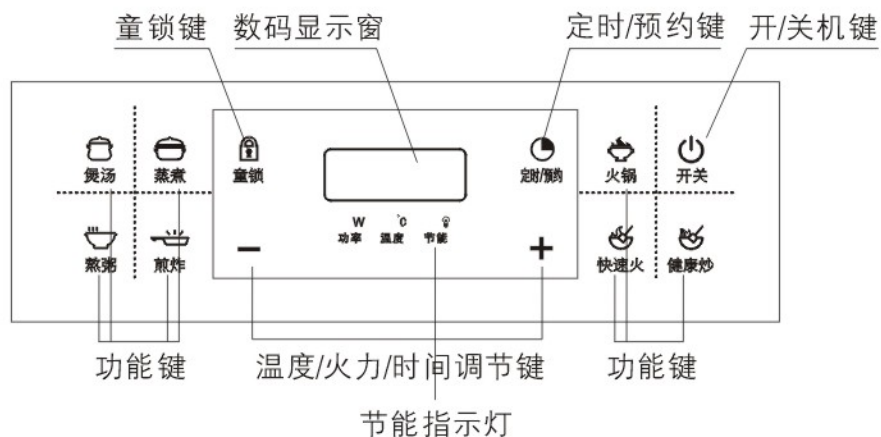 童锁键 数码显示窗 定时/预约键 开/关机键
煲汤 蒸煮 童锁 定时/预约 火锅 开关
W ℃
功率 温度 节能
熬粥 煎炸 − + 快速火 健康炒
功能键 温度/火力/时间调节键 功能键
节能指示灯